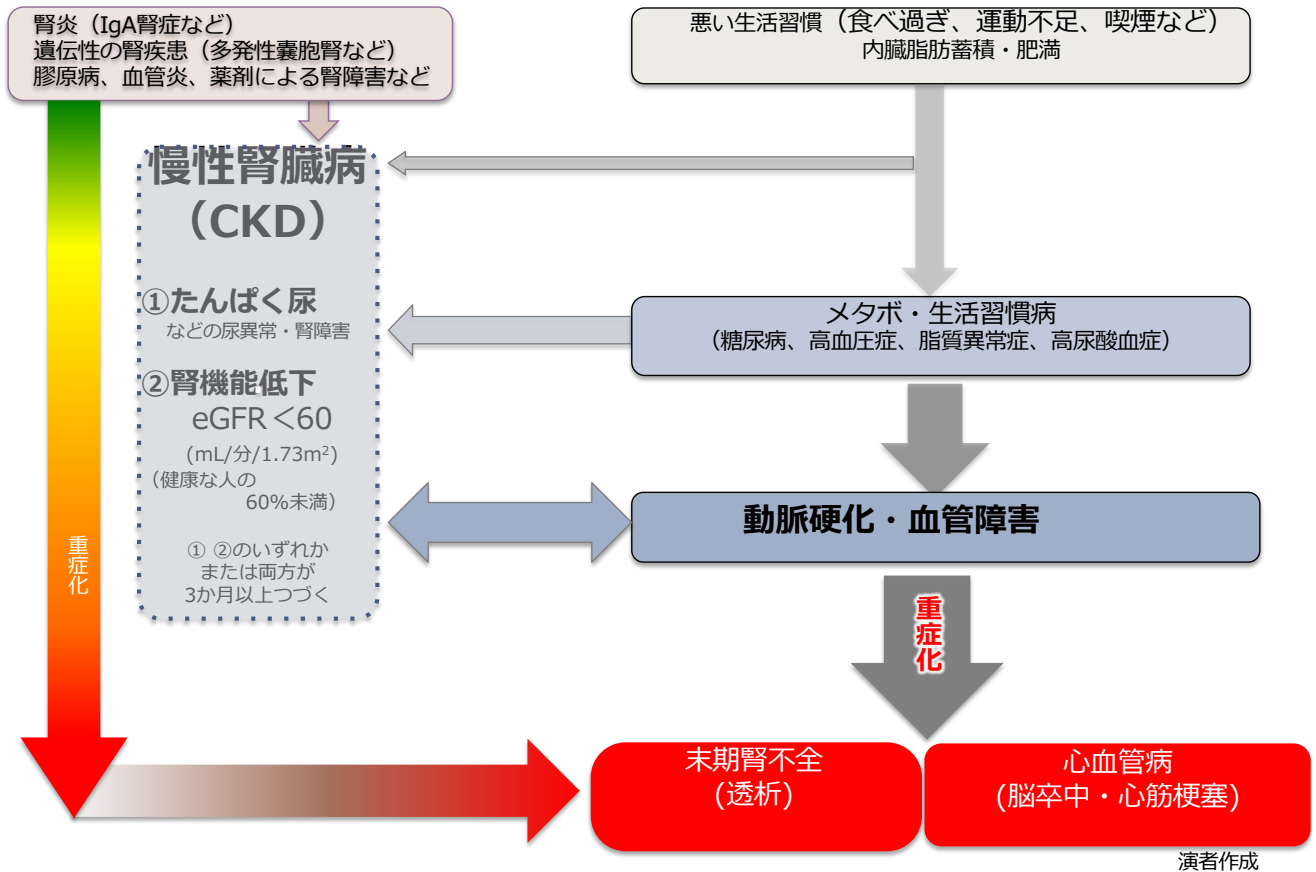 腎炎（IgA腎症など）
遺伝性の腎疾患（多発性嚢胞腎など）
膠原病、血管炎、薬剤による腎障害など
悪い生活習慣（食べ過ぎ、運動不足、喫煙など）
内臓脂肪蓄積・肥満
慢性腎臓病
（CKD）
①たんぱく尿
などの尿異常・腎障害
②腎機能低下
eGFR＜60
(mL/分/1.73m²)
（健康な人の
60%未満）
① ②のいずれか
または両方が
3か月以上つづく
メタボ・生活習慣病
（糖尿病、高血圧症、脂質異常症、高尿酸血症）
動脈硬化・血管障害
重症化
重症化
末期腎不全
(透析)
心血管病
(脳卒中・心筋梗塞)
演者作成